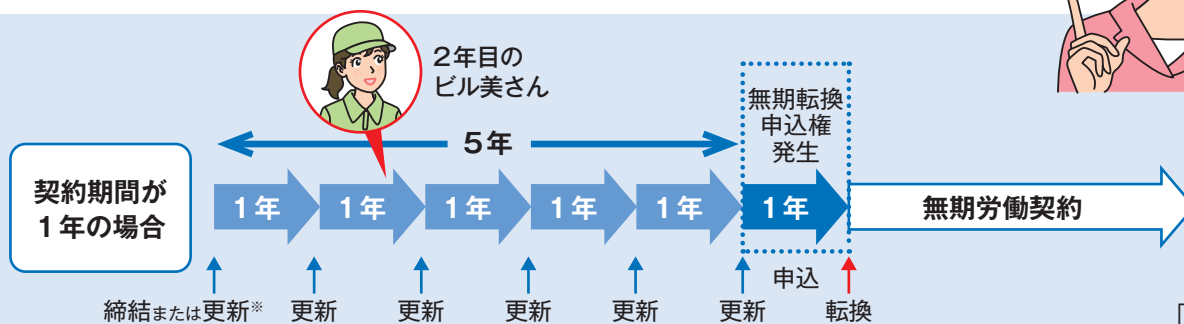 2年目の
ビル美さん
無期転換
申込権
発生
5年
契約期間が
1年の場合
1年
1年
1年
1年
1年
1年
無期労働契約
申込
締結または更新※
更新
更新
更新
更新
更新
転換